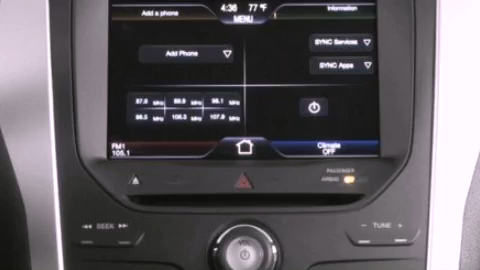 Add a phone 4:36 77 °F Information
MENU
Add Phone
SYNC Services
SYNC Apps
87.9 MHz 89.9 MHz 95.1 MHz
98.5 MHz 106.3 MHz 107.9 MHz
FM1 Climate
105.1 OFF
PASSENGER
AIRBAG
SEEK
TUNE
VOL